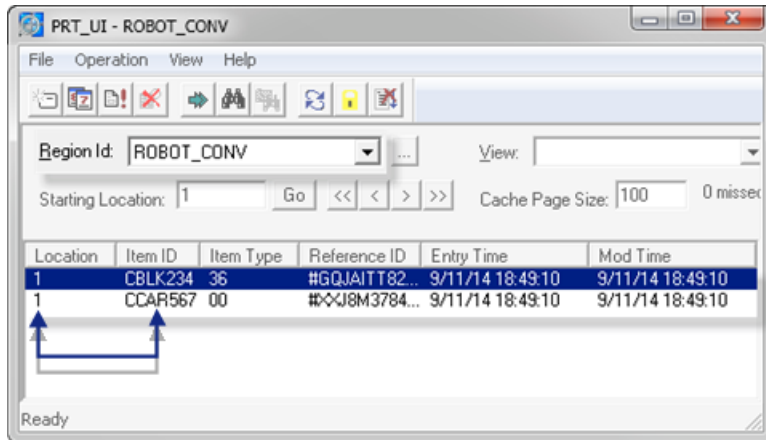 PRT_UI - ROBOT_CONV
File Operation View Help
Region Id: ROBOT_CONV ... View:
Starting Location: 1 Go << < > >> Cache Page Size: 100 0 missed
Location Item ID Item Type Reference ID Entry Time Mod Time
1 CBLK234 36 #GQJAITT82... 9/11/14 18:49:10 9/11/14 18:49:10
1 CCAR567 00 #XXJ8M3784... 9/11/14 18:49:10 9/11/14 18:49:10
Ready